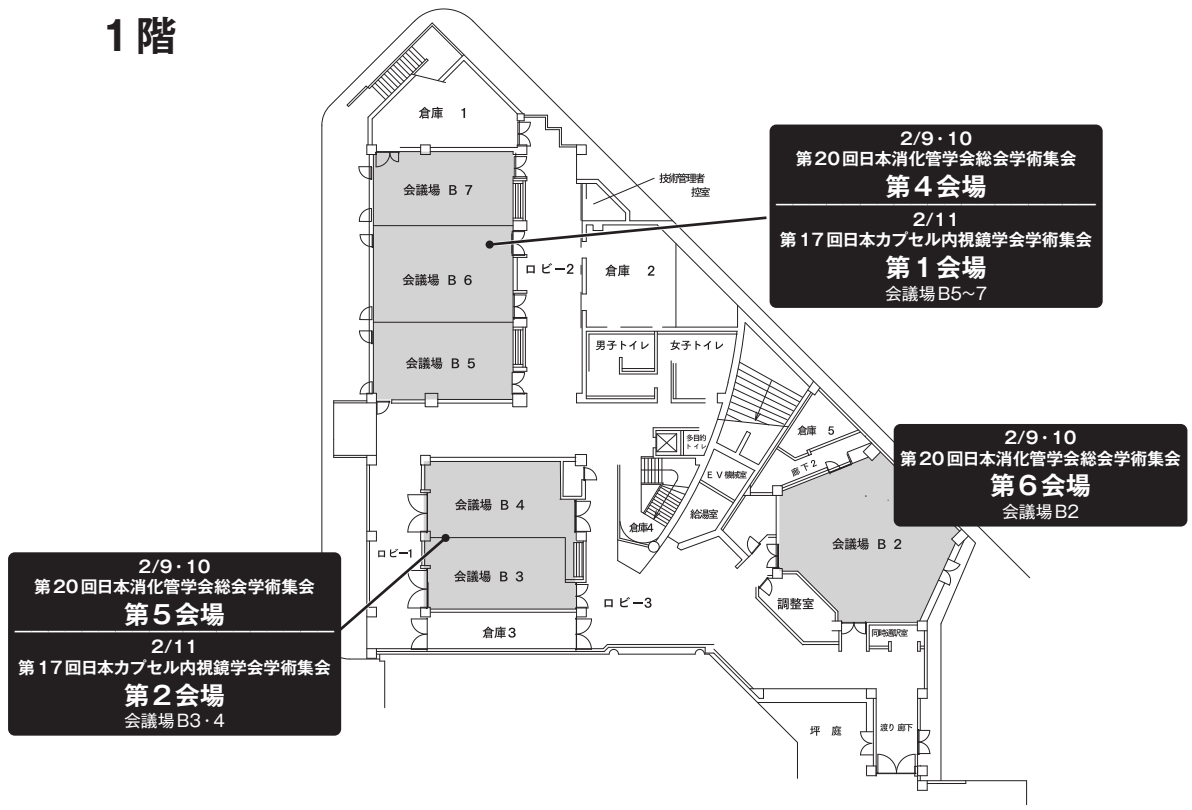 1階
倉庫 1
会議場 B 7
技術管理者
控室
2/9・10
第20回日本消化管学会総会学術集会
第4会場
2/11
第17回日本カプセル内視鏡学会学術集会
第1会場
会議場B5~7
ロビー2
倉庫 2
会議場 B 6
男子トイレ
女子トイレ
会議場 B 5
倉庫 5
多目的
トイレ
廊下2
EV機械室
2/9・10
第20回日本消化管学会総会学術集会
第6会場
会議場B2
会議場 B 4
給湯室
倉庫4
会議場 B 2
ロビー1
会議場 B 3
ロビー3
調整室
倉庫3
同時通訳室
2/9・10
第20回日本消化管学会総会学術集会
第5会場
2/11
第17回日本カプセル内視鏡学会学術集会
第2会場
会議場B3・4
坪 庭
渡り廊下